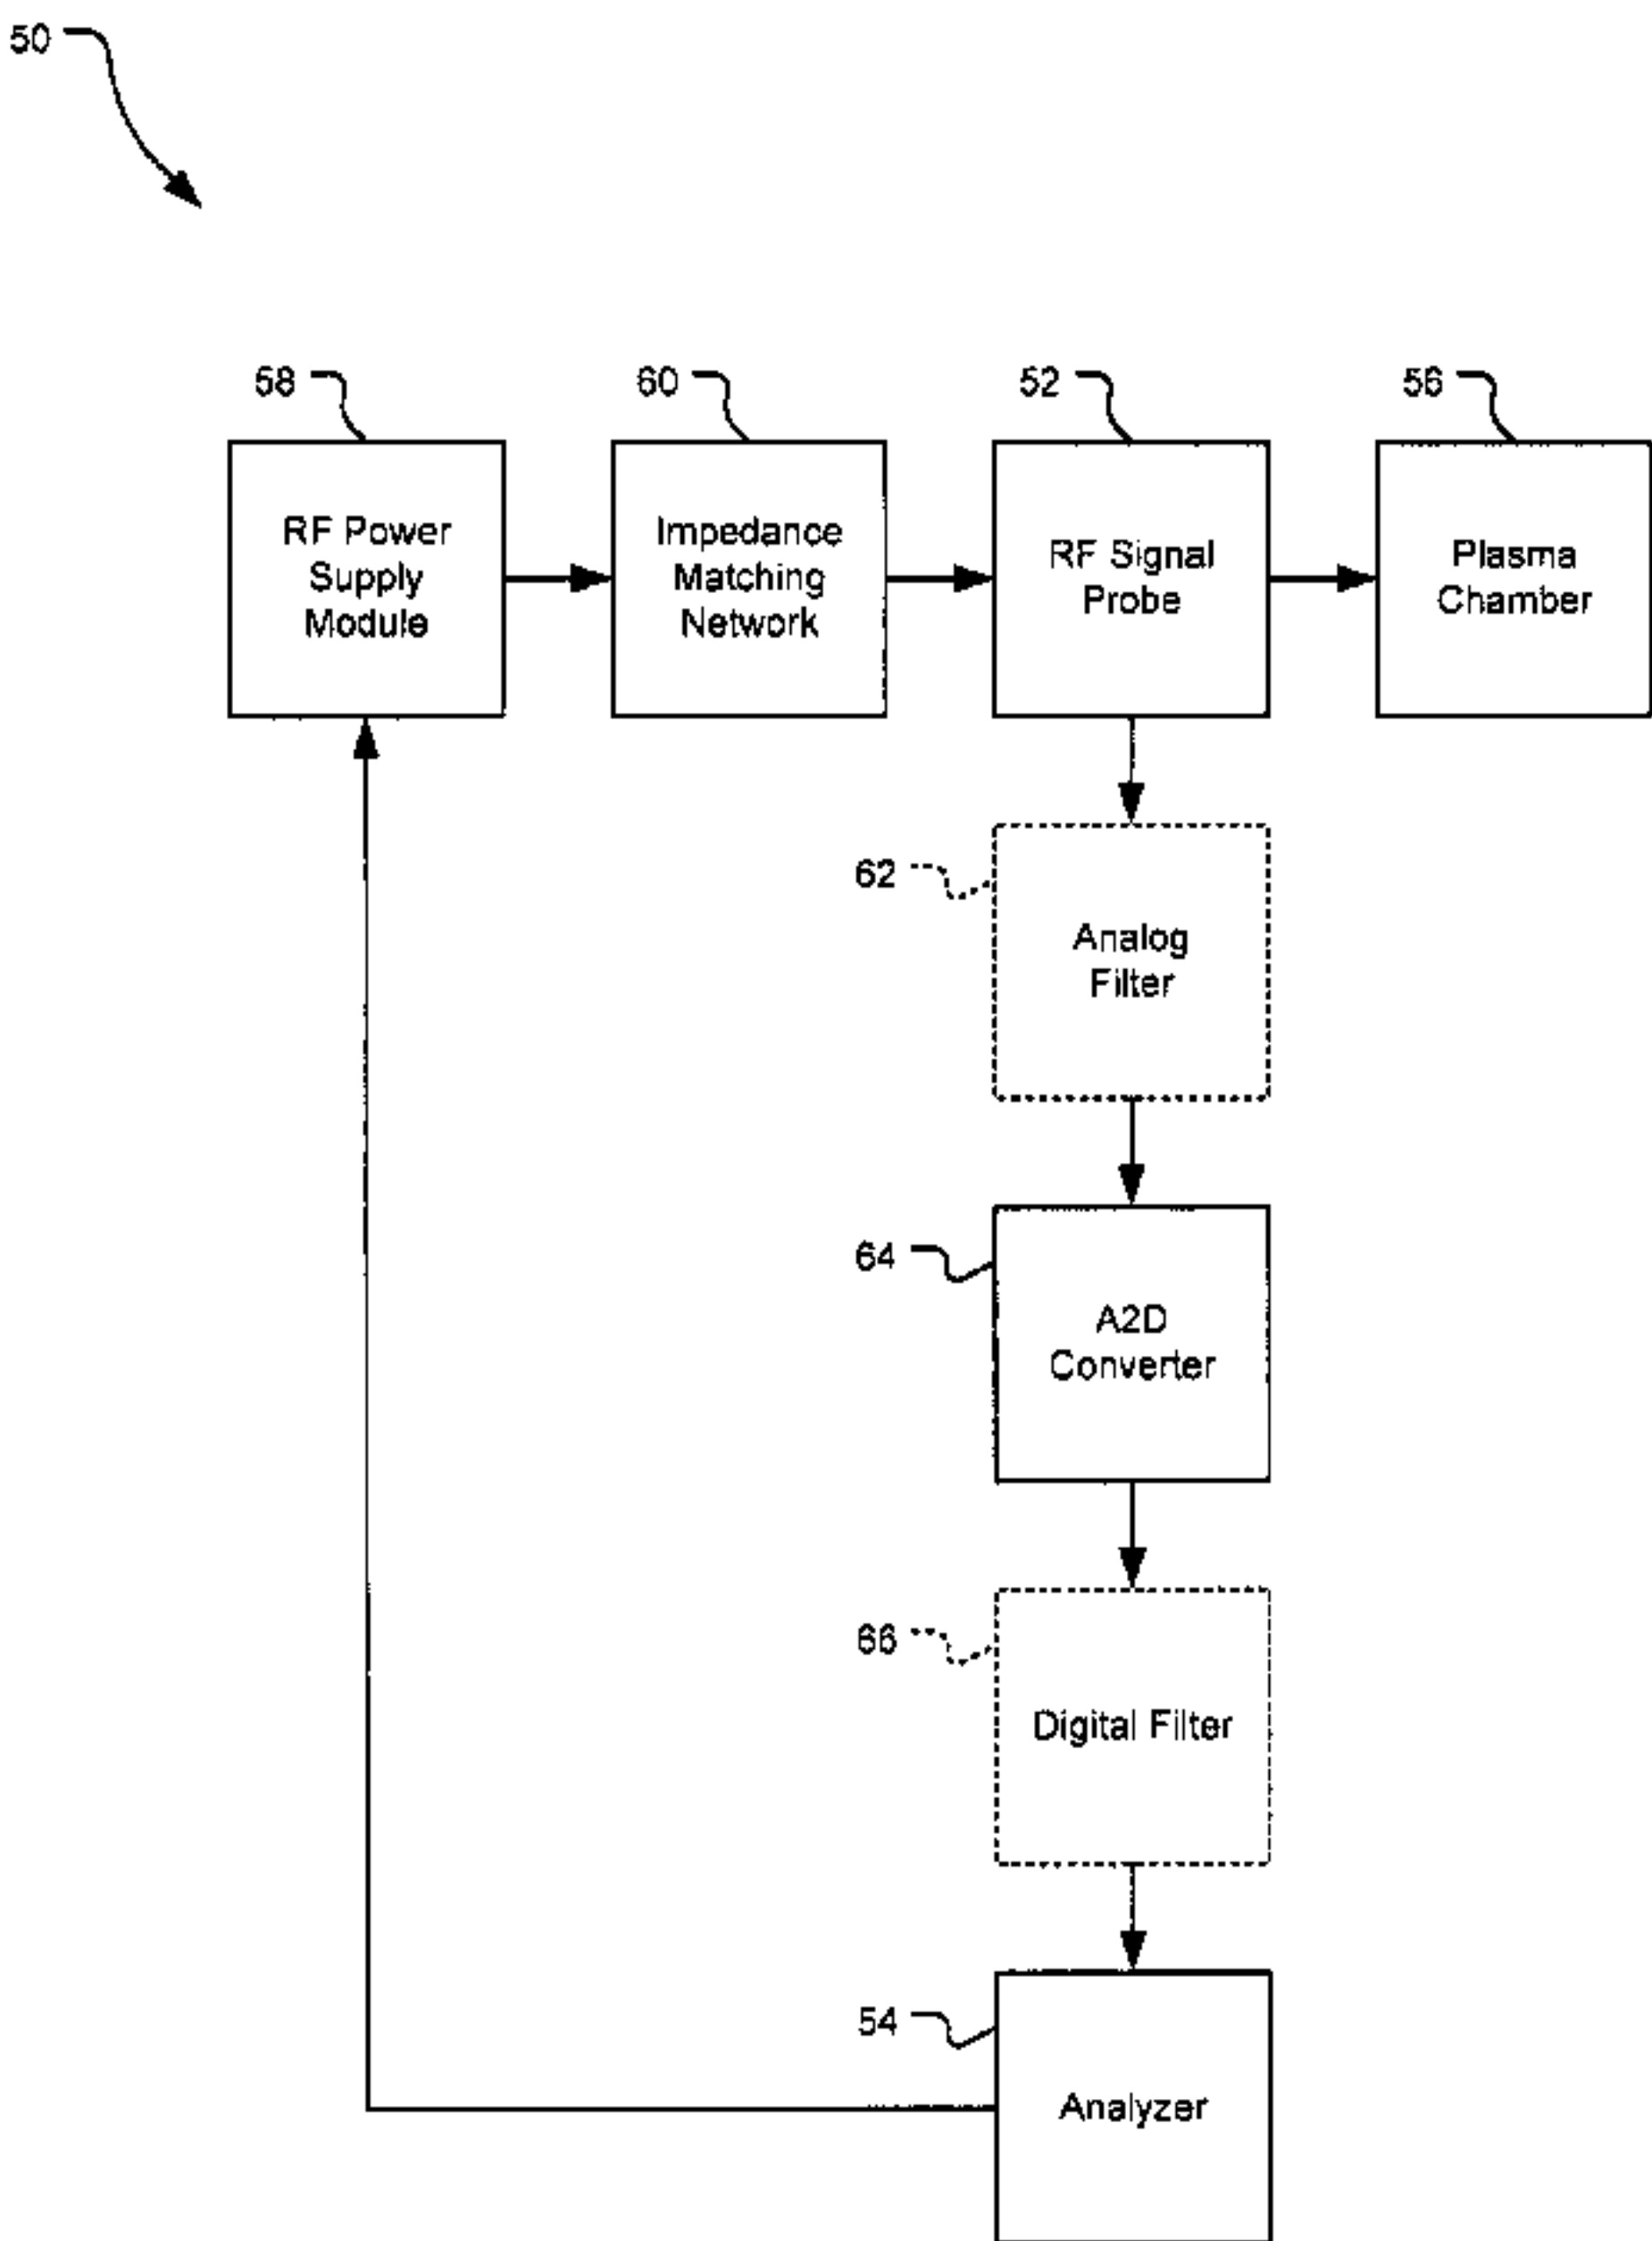 50
58
60
52
56
RF Power
Supply
Module
Impedance
Matching
Network
RF Signal
Probe
Plasma
Chamber
62
Analog
Filter
64
A2D
Converter
66
Digital Filter
54
Analyzer